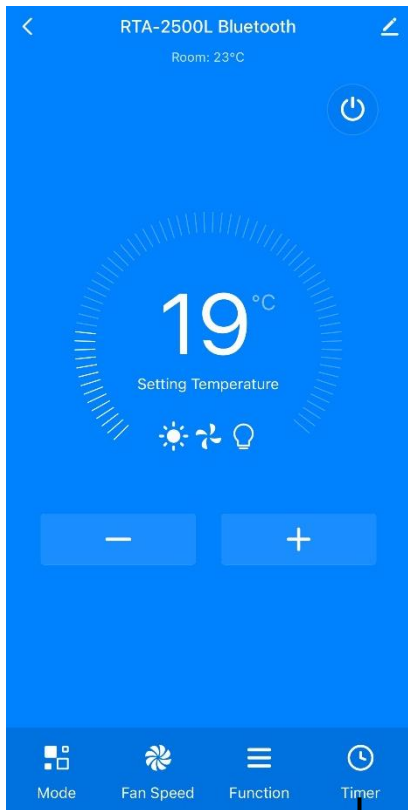 RTA-2500L Bluetooth
Room: 23°C
19°C
Setting Temperature
Mode Fan Speed Function Timer